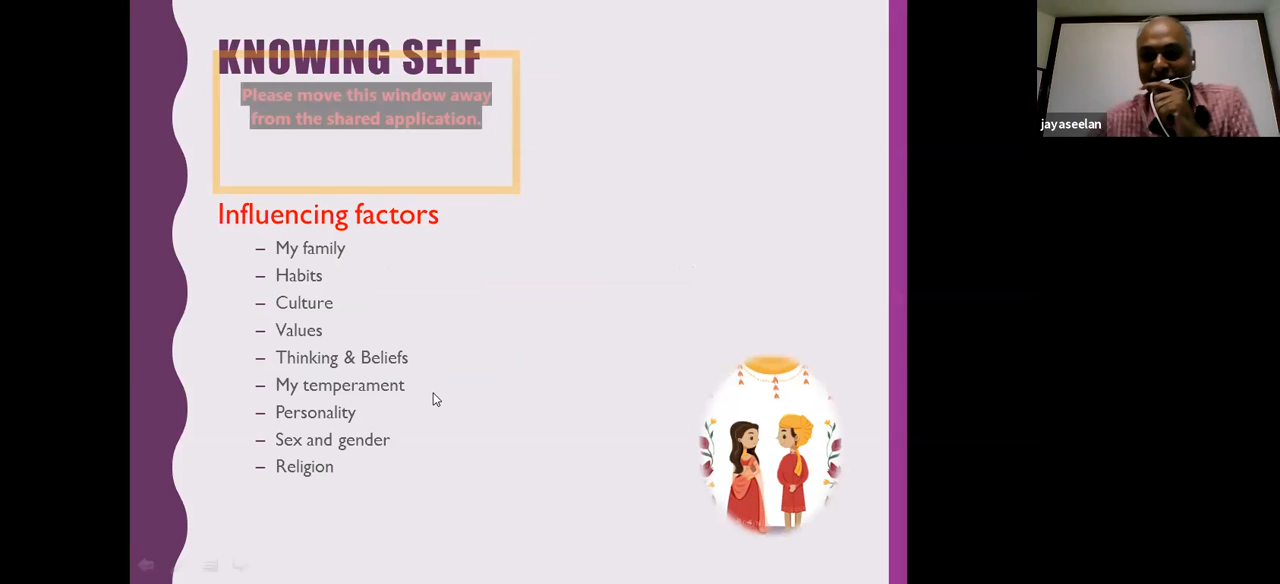 KNOWING SELF
Please move this window away
from the shared application.
Influencing factors
– My family
– Habits
– Culture
– Values
– Thinking & Beliefs
– My temperament
– Personality
– Sex and gender
– Religion
jayaseelan